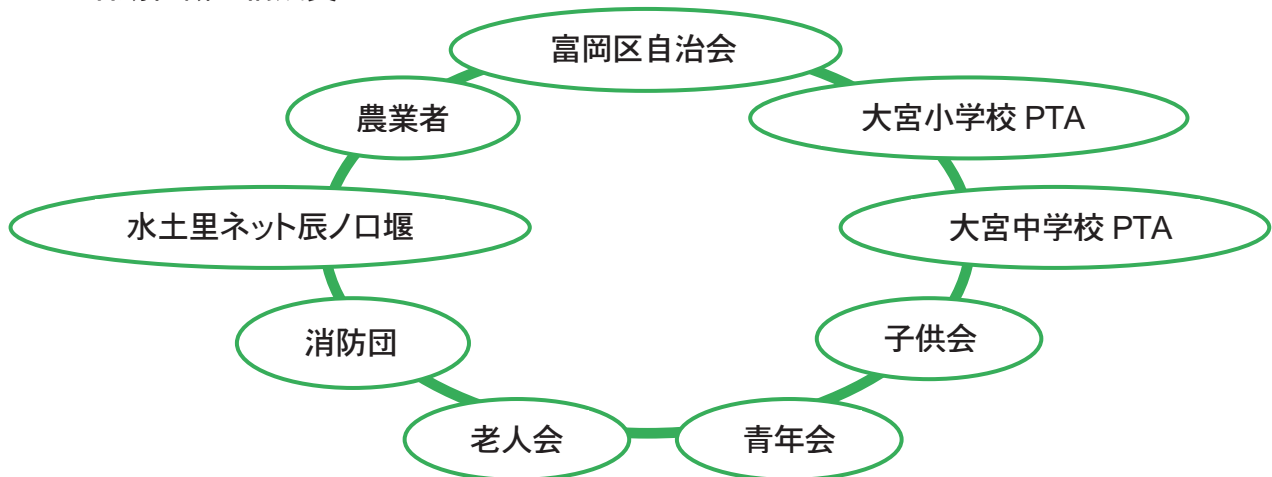 富岡区自治会
農業者
大宮小学校 PTA
水土里ネット辰ノ口堰
大宮中学校 PTA
消防団
子供会
老人会
青年会